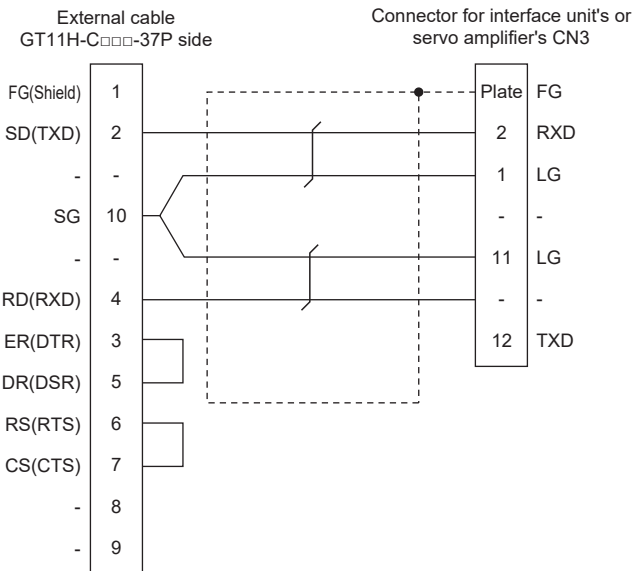 External cable
GT11H-C□□□-37P side
Connector for interface unit's or
servo amplifier's CN3
FG(Shield) 1 Plate FG
SD(TXD) 2 2 RXD
- - 1 LG
SG 10 - -
- - 11 LG
RD(RXD) 4 - -
ER(DTR) 3 12 TXD
DR(DSR) 5
RS(RTS) 6
CS(CTS) 7
- 8
- 9